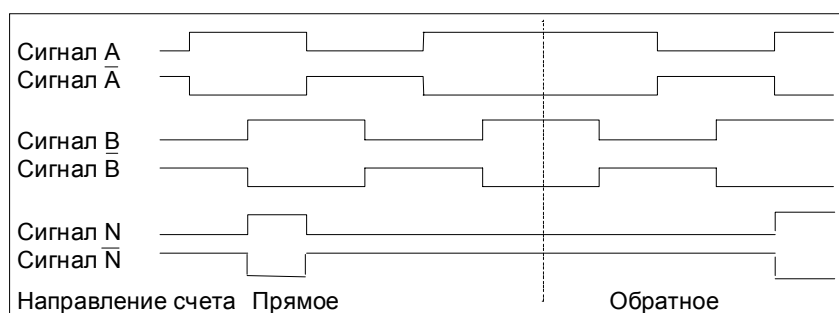 Сигнал A
Сигнал A̅
Сигнал B
Сигнал B̅
Сигнал N
Сигнал N̅
Направление счета Прямое Обратное